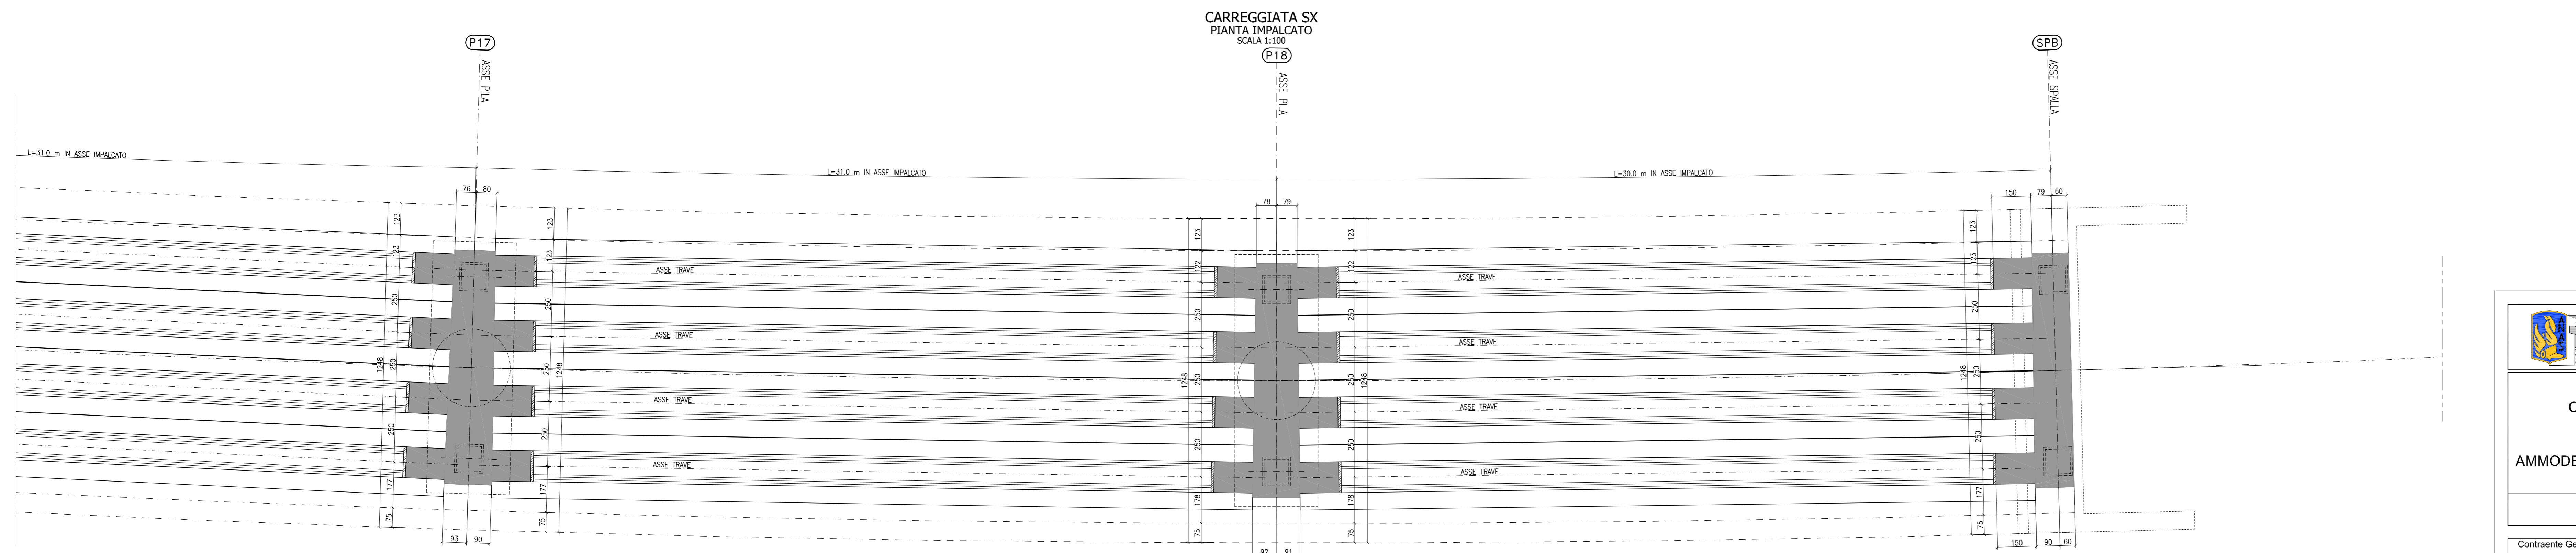 CARREGGIATA SX
PIANTA IMPALCATO
SCALA 1:100
P17
P18
SPB
ASSE PILA
ASSE PILA
ASSE SPALLA
L=31.0 m IN ASSE IMPALCATO
L=31.0 m IN ASSE IMPALCATO
L=30.0 m IN ASSE IMPALCATO
76 80
78 79
150 79 60
123
123
250
250
250
177
75
1248
123
123
250
250
250
177
75
1248
123
122
250
250
250
178
75
1248
123
122
250
250
250
178
75
1248
123
123
250
250
250
177
75
1248
ASSE TRAVE
ASSE TRAVE
ASSE TRAVE
ASSE TRAVE
ASSE TRAVE
ASSE TRAVE
ASSE TRAVE
ASSE TRAVE
93 90
92 91
150 90 60
ANAS
C
AMMODE
Contraente Ge